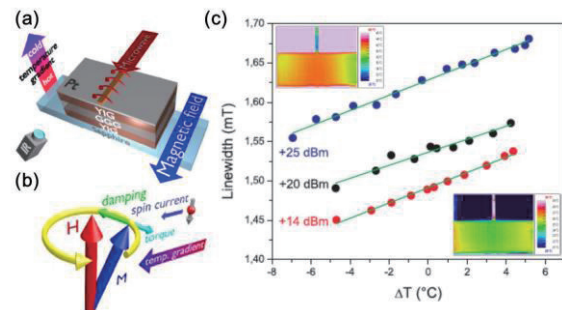 (a)
cold
temperature
gradient
hot
Microwave
Pt
YIG
GGG
YIG
Sapphire
IR
Magnetic field
(b)
damping
spin current
H
torque
M
temp. gradient
(c)
1,70
1,65
1,60
1,55
1,50
1,45
1,40
Linewidth (mT)
+25 dBm
+20 dBm
+14 dBm
-8 -6 -4 -2 0 2 4 6
ΔT (°C)